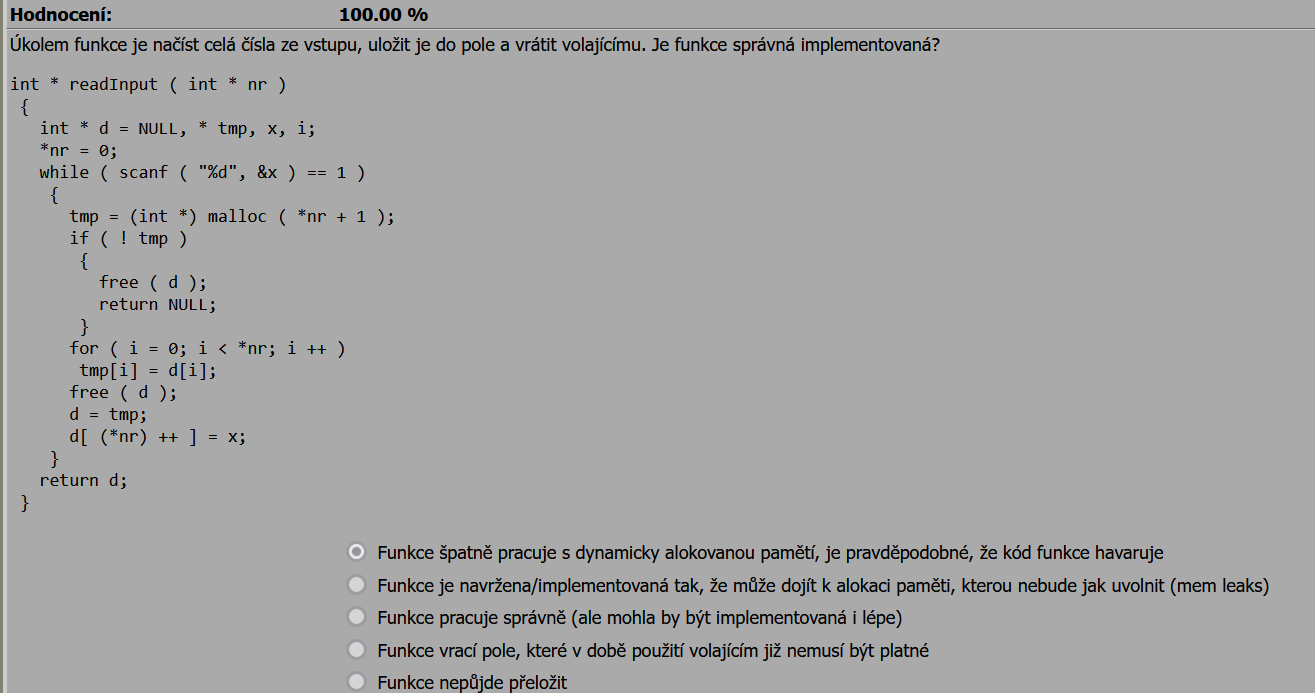 Hodnocení: 100.00 %
Úkolem funkce je načíst celá čísla ze vstupu, uložit je do pole a vrátit volajícímu. Je funkce správná implementovaná?
int * readInput ( int * nr )
{
int * d = NULL, * tmp, x, i;
*nr = 0;
while ( scanf ( "%d", &x ) == 1 )
{
tmp = (int *) malloc ( *nr + 1 );
if ( ! tmp )
{
free ( d );
return NULL;
}
for ( i = 0; i < *nr; i ++ )
tmp[i] = d[i];
free ( d );
d = tmp;
d[ (*nr) ++ ] = x;
}
return d;
}
Funkce špatně pracuje s dynamicky alokovanou pamětí, je pravděpodobné, že kód funkce havaruje
Funkce je navržena/implementovaná tak, že může dojít k alokaci paměti, kterou nebude jak uvolnit (mem leaks)
Funkce pracuje správně (ale mohla by být implementovaná i lépe)
Funkce vrací pole, které v době použití volajícím již nemusí být platné
Funkce nepůjde přeložit